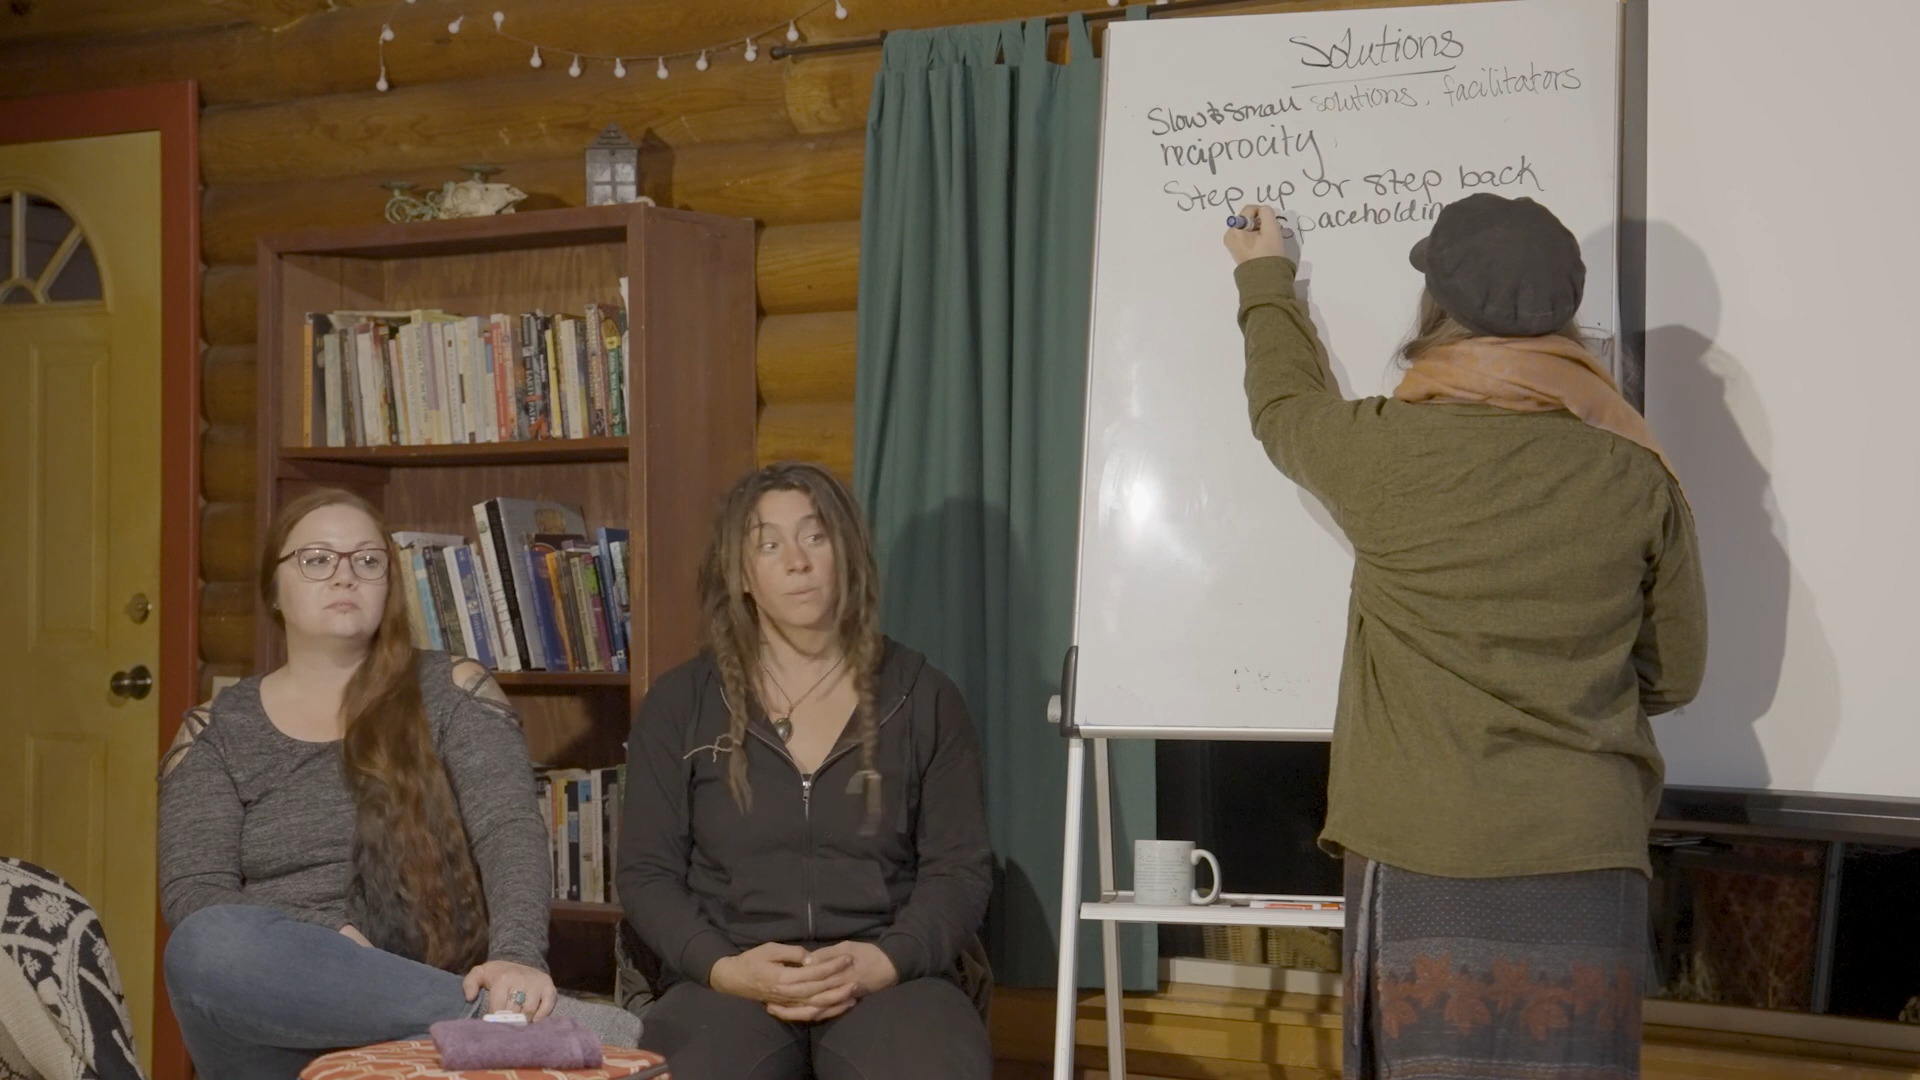 Solutions
Slow & small solutions, facilitators
reciprocity,
Step up or step back
spaceholdin